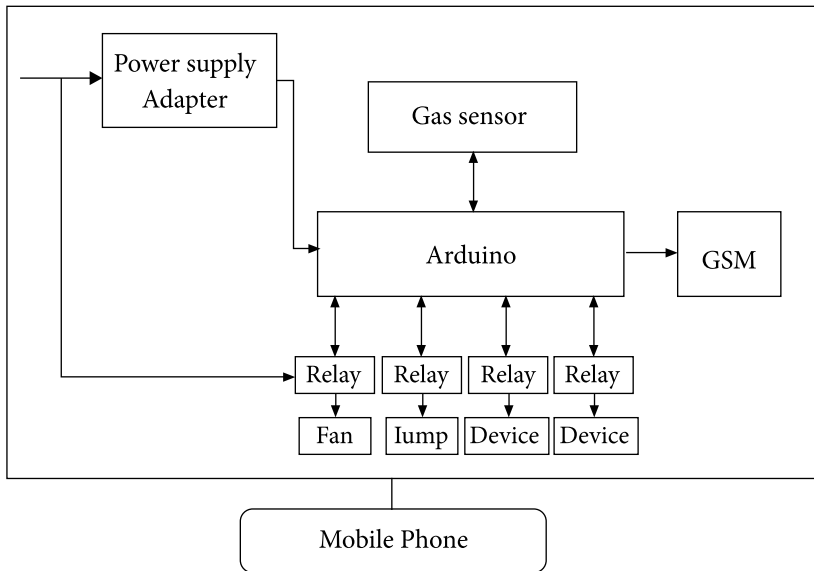 Power supply
Adapter
Gas sensor
Arduino
GSM
Relay
Relay
Relay
Relay
Fan
Iump
Device
Device
Mobile Phone